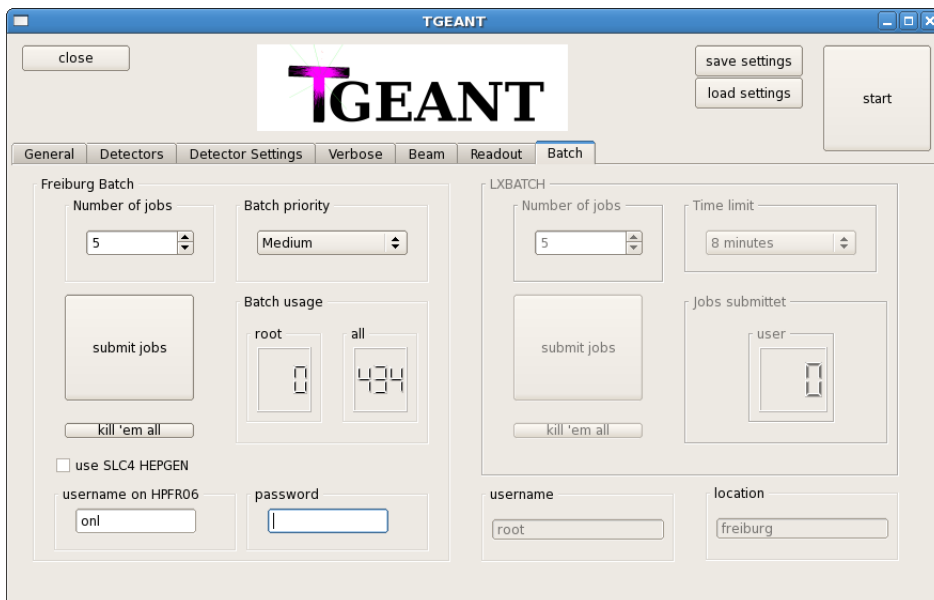 TGEANT
close
TGEANT
save settings
load settings
start
General Detectors Detector Settings Verbose Beam Readout Batch
Freiburg Batch
Number of jobs
5
Batch priority
Medium
submit jobs
Batch usage
root
0
all
434
kill 'em all
use SLC4 HEPGEN
username on HPFR06
onl
password
LXBATCH
Number of jobs
5
Time limit
8 minutes
submit jobs
Jobs submittet
user
0
kill 'em all
username
root
location
freiburg